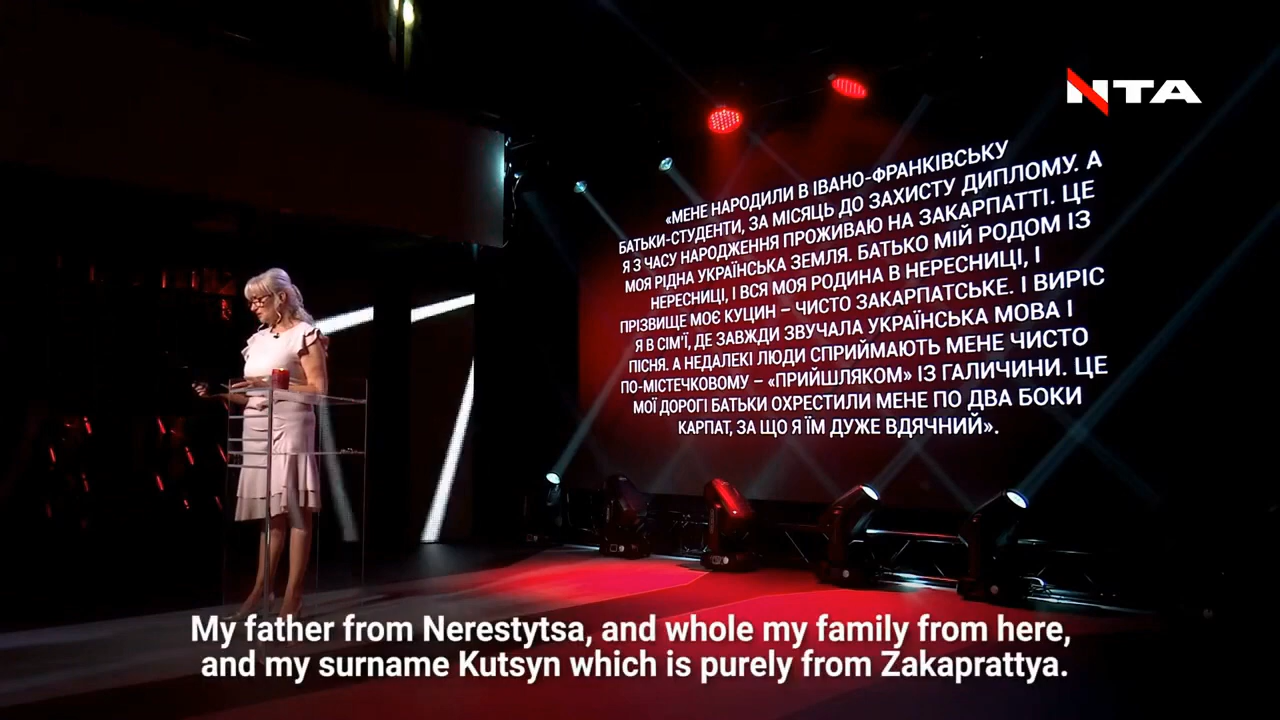 NTA
«МЕНЕ НАРОДИЛИ В ІВАНО-ФРАНКІВСЬКУ
БАТЬКИ-СТУДЕНТИ, ЗА МІСЯЦЬ ДО ЗАХИСТУ ДИПЛОМУ. А
Я З ЧАСУ НАРОДЖЕННЯ ПРОЖИВАЮ НА ЗАКАРПАТТІ. ЦЕ
МОЯ РІДНА УКРАЇНСЬКА ЗЕМЛЯ. БАТЬКО МІЙ РОДОМ ІЗ
НЕРЕСНИЦІ, І ВСЯ МОЯ РОДИНА В НЕРЕСНИЦІ, І
ПРІЗВИЩЕ МОЄ КУЦИН – ЧИСТО ЗАКАРПАТСЬКЕ. І ВИРІС
Я В СІМ'Ї, ДЕ ЗАВЖДИ ЗВУЧАЛА УКРАЇНСЬКА МОВА І
ПІСНЯ. А НЕДАЛЕКІ ЛЮДИ СПРИЙМАЮТЬ МЕНЕ ЧИСТО
ПО-МІСТЕЧКОВОМУ – «ПРИЙШЛЯКОМ» ІЗ ГАЛИЧИНИ. ЦЕ
МОЇ ДОРОГІ БАТЬКИ ОХРЕСТИЛИ МЕНЕ ПО ДВА БОКИ
КАРПАТ, ЗА ЩО Я ЇМ ДУЖЕ ВДЯЧНИЙ».
My father from Nerestytsa, and whole my family from here,
and my surname Kutsyn which is purely from Zakaprattya.